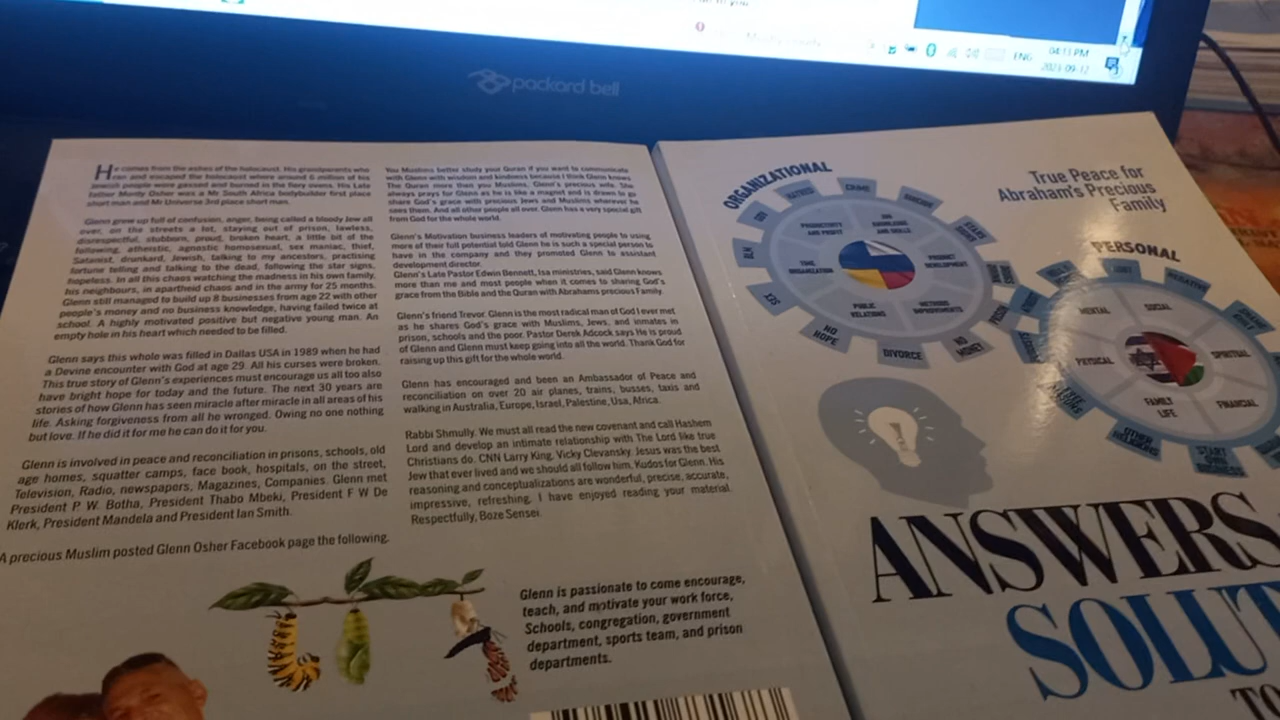 ENG
04:11 PM
packard bell
He comes from the ashes of the holocaust. His grandparents who
ran and escaped the holocaust where around 6 million of his
Jewish people were gassed and burned in the fiery ovens. His Late
father Monty Osher was a Mr South Africa bodybuilder first place
short man and Mr Universe 3rd place short man.
Glenn grew up full of confusion, anger, being called a bloody Jew all
over, on the streets a lot, staying out of prison, lawless,
disrespectful, stubborn, proud, broken heart, a little bit of the
following, atheristic, agnostic homosexual, sex maniac, thief,
Satanist, drunkard, Jewish, talking to my ancestors, practising
fortune telling and talking to the dead, following the star signs,
hopeless. In all this chaos watching the madness in his own family,
his neighbours, in apartheid chaos and in the army for 25 months.
Glenn still managed to build up 8 businesses from age 22 with other
people's money and no business knowledge, having failed twice at
school. A highly motivated positive but negative young man. An
empty hole in his heart which needed to be filled.
Glenn says this whole was filled in Dallas USA in 1989 when he had
a Devine encounter with God at age 29. All his curses were broken.
This true story of Glenn's experiences must encourage us all too also
have bright hope for today and the future. The next 30 years are
stories of how Glenn has seen miracle after miracle in all areas of his
life. Asking forgiveness from all he wronged. Owing no one nothing
but love. If he did it for me he can do it for you.
Glenn is involved in peace and reconciliation in prisons, schools, old
age homes, squatter camps, face book, hospitals, on the street,
Television, Radio, newspapers, Magazines, Companies. Glenn met
President P. W. Botha, President Thabo Mbeki, President F W De
Klerk, President Mandela and President Ian Smith.
A precious Muslim posted Glenn Osher Facebook page the following.
You Muslims better study your Quran if you want to communicate
with Glenn with wisdom and kindness because I think Glenn knows
The Quran more than you Muslims, Glenn's precious wife. She
always prays for Glenn as he is like a magnet and is drawn to go
share God's grace with precious Jews and Muslims wherever he
sees them. And all other people all over. Glenn has a very special gift
from God for the whole world.
Glenn's Motivation business leaders of motivating people to using
more of their full potential told Glenn he is such a special person to
have in the company and they promoted Glenn to assistant
development director.
Glenn's Late Pastor Edwin Bennett, Isa ministries, said Glenn knows
more than me and most people when it comes to sharing God's
grace from the Bible and the Quran with Abrahams precious Family.
Glenn's friend Trevor. Glenn is the most radical man of God I ever met
as he shares God's grace with Muslims, Jews, and inmates in
prison, schools and the poor. Pastor Derek Adcock says He is proud
of Glenn and Glenn must keep going into all the world. Thank God for
raising up this gift for the whole world.
Glenn has encouraged and been an Ambassador of Peace and
reconciliation on over 20 air planes, trains, busses, taxis and
walking in Australia, Europe, Israel, Palestine, Usa, Africa.
Rabbi Shmully. We must all read the new covenant and call Hashem
Lord and develop an intimate relationship with The Lord like true
Christians do. CNN Larry King, Vicky Clevansky. Jesus was the best
Jew that ever lived and we should all follow him. Kudos for Glenn. His
reasoning and conceptualizations are wonderful, precise, accurate,
impressive, refreshing. I have enjoyed reading your material.
Respectfully, Boze Sensei.
Glenn is passionate to come encourage,
teach, and motivate your work force,
Schools, congregation, government
department, sports team, and prison
departments.
True Peace for
Abraham's Precious
Family
ORGANIZATIONAL
HATRED
CRIME
STARS
SIGNS
BLM
SEX
NO
HOPE
DIVORCE
NO
MONEY
PRISON
PRODUCTIVITY
AND PROFIT
JOB
KNOWLEDGE
AND SKILLS
TIME
ORGANIZATION
PRODUCT
DEVELOPMENT
PUBLIC
RELATIONS
METHODS
IMPROVEMENTS
PERSONAL
MENTAL
SOCIAL
PHYSICAL
SPIRITUAL
FAMILY
LIFE
FINANCIAL
OTHER
RELIGIONS
START
OWN
BUSINESS
ANSWERS
SOLUT
TO